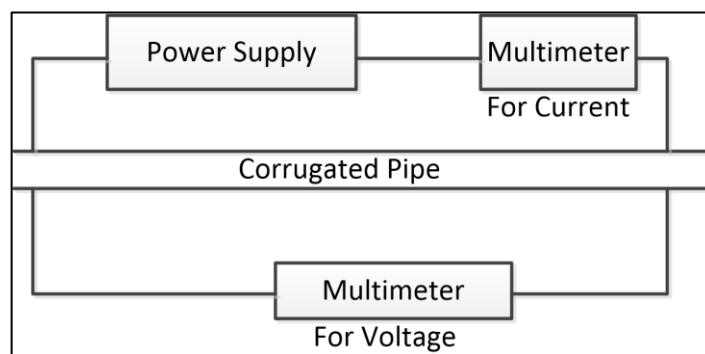 Power Supply
Multimeter
For Current
Corrugated Pipe
Multimeter
For Voltage